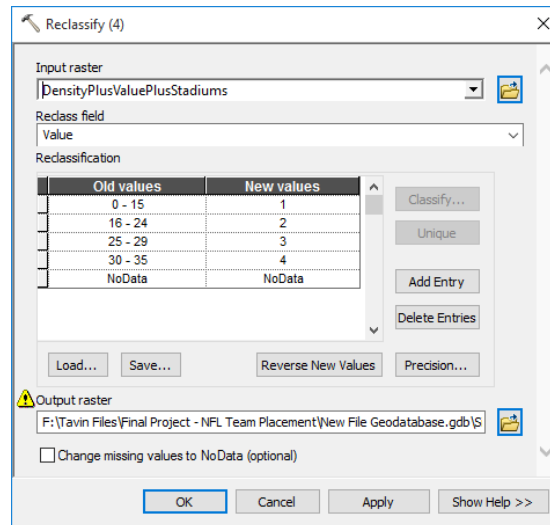 Reclassify (4)
Input raster
DensityPlusValuePlusStadiums
Reclass field
Value
Reclassification
Old values New values
0 - 15 1
16 - 24 2
25 - 29 3
30 - 35 4
NoData NoData
Classify...
Unique
Add Entry
Delete Entries
Load... Save... Reverse New Values Precision...
Output raster
F:\Tavin Files\Final Project - NFL Team Placement\New File Geodatabase.gdb\S
Change missing values to NoData (optional)
OK Cancel Apply Show Help >>